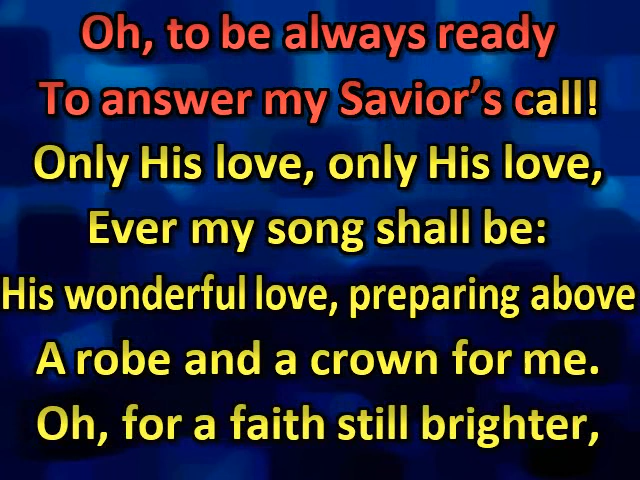 Oh, to be always ready
To answer my Savior’s call!
Only His love, only His love,
Ever my song shall be:
His wonderful love, preparing above
A robe and a crown for me.
Oh, for a faith still brighter,